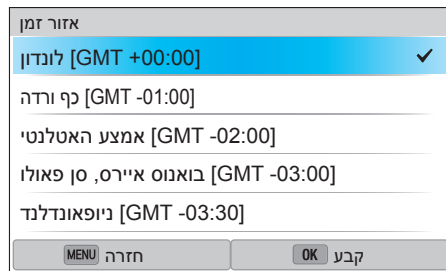 אזור זמן
לונדון [GMT +00:00]
כף ורדה [GMT -01:00]
אמצע האטלנטי [GMT -02:00]
בואנוס איירס, סן פאולו [GMT -03:00]
ניופאונדלנד [GMT -03:30]
חזרה MENU
קבע OK